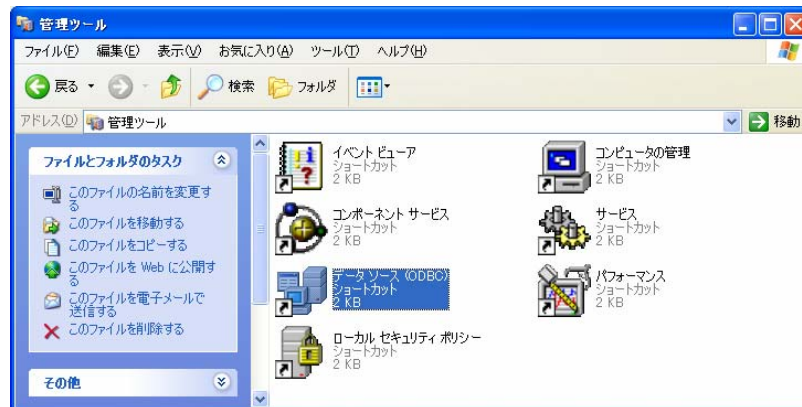 管理ツール
ファイル(F) 編集(E) 表示(V) お気に入り(A) ツール(T) ヘルプ(H)
戻る 検索 フォルダ
アドレス(D) 管理ツール 移動
ファイルとフォルダのタスク
このファイルの名前を変更す
る
このファイルを移動する
このファイルをコピーする
このファイルを Web に公開す
る
このファイルを電子メールで
送信する
このファイルを削除する
その他
イベント ビューア
ショートカット
2 KB
コンピュータの管理
ショートカット
2 KB
コンポーネント サービス
ショートカット
2 KB
サービス
ショートカット
2 KB
データ ソース (ODBC)
ショートカット
2 KB
パフォーマンス
ショートカット
2 KB
ローカル セキュリティ ポリシー
ショートカット
2 KB